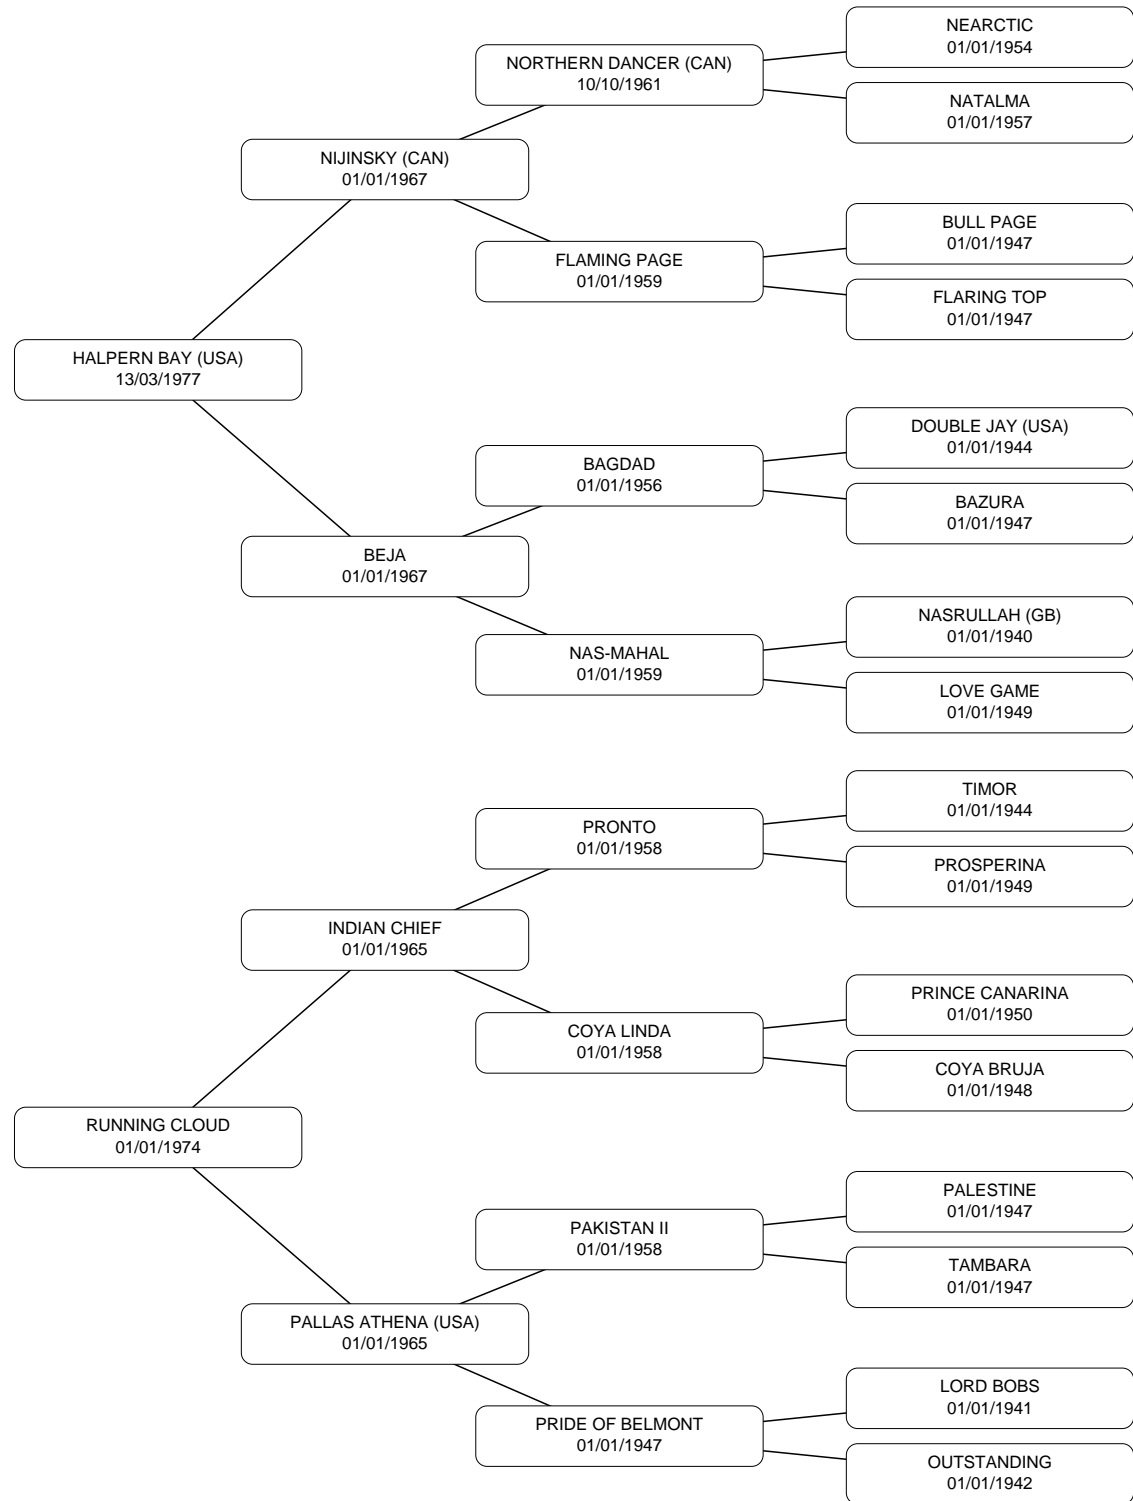 NEARCTIC
01/01/1954
NORTHERN DANCER (CAN)
10/10/1961
NATALMA
01/01/1957
NIJINSKY (CAN)
01/01/1967
BULL PAGE
01/01/1947
FLAMING PAGE
01/01/1959
FLARING TOP
01/01/1947
HALPERN BAY (USA)
13/03/1977
DOUBLE JAY (USA)
01/01/1944
BAGDAD
01/01/1956
BAZURA
01/01/1947
BEJA
01/01/1967
NASRULLAH (GB)
01/01/1940
NAS-MAHAL
01/01/1959
LOVE GAME
01/01/1949
TIMOR
01/01/1944
PRONTO
01/01/1958
PROSPERINA
01/01/1949
INDIAN CHIEF
01/01/1965
PRINCE CANARINA
01/01/1950
COYA LINDA
01/01/1958
COYA BRUJA
01/01/1948
RUNNING CLOUD
01/01/1974
PALESTINE
01/01/1947
PAKISTAN II
01/01/1958
TAMBARA
01/01/1947
PALLAS ATHENA (USA)
01/01/1965
LORD BOBS
01/01/1941
PRIDE OF BELMONT
01/01/1947
OUTSTANDING
01/01/1942